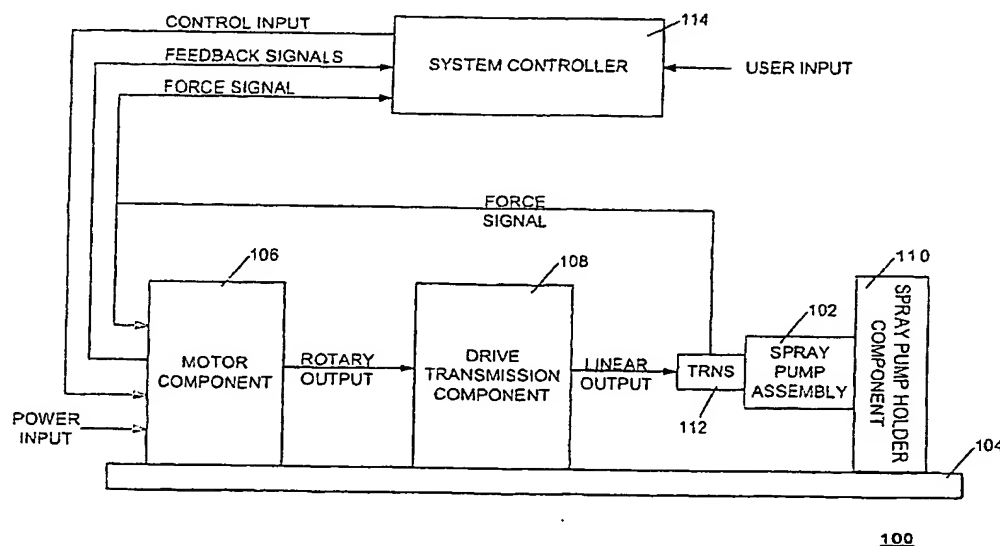 CONTROL INPUT
114
FEEDBACK SIGNALS
SYSTEM CONTROLLER
USER INPUT
FORCE SIGNAL
FORCE
SIGNAL
106
108
110
102
MOTOR
COMPONENT
ROTARY
OUTPUT
DRIVE
TRANSMISSION
COMPONENT
LINEAR
OUTPUT
TRNS
112
SPRAY
PUMP
ASSEMBLY
SPRAY PUMP HOLDER
COMPONENT
POWER
INPUT
104
100